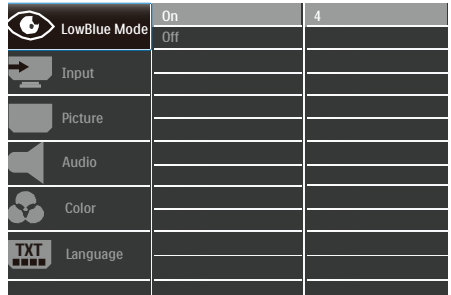 LowBlue Mode
On
4
Off
Input
Picture
Audio
Color
TXT
Language